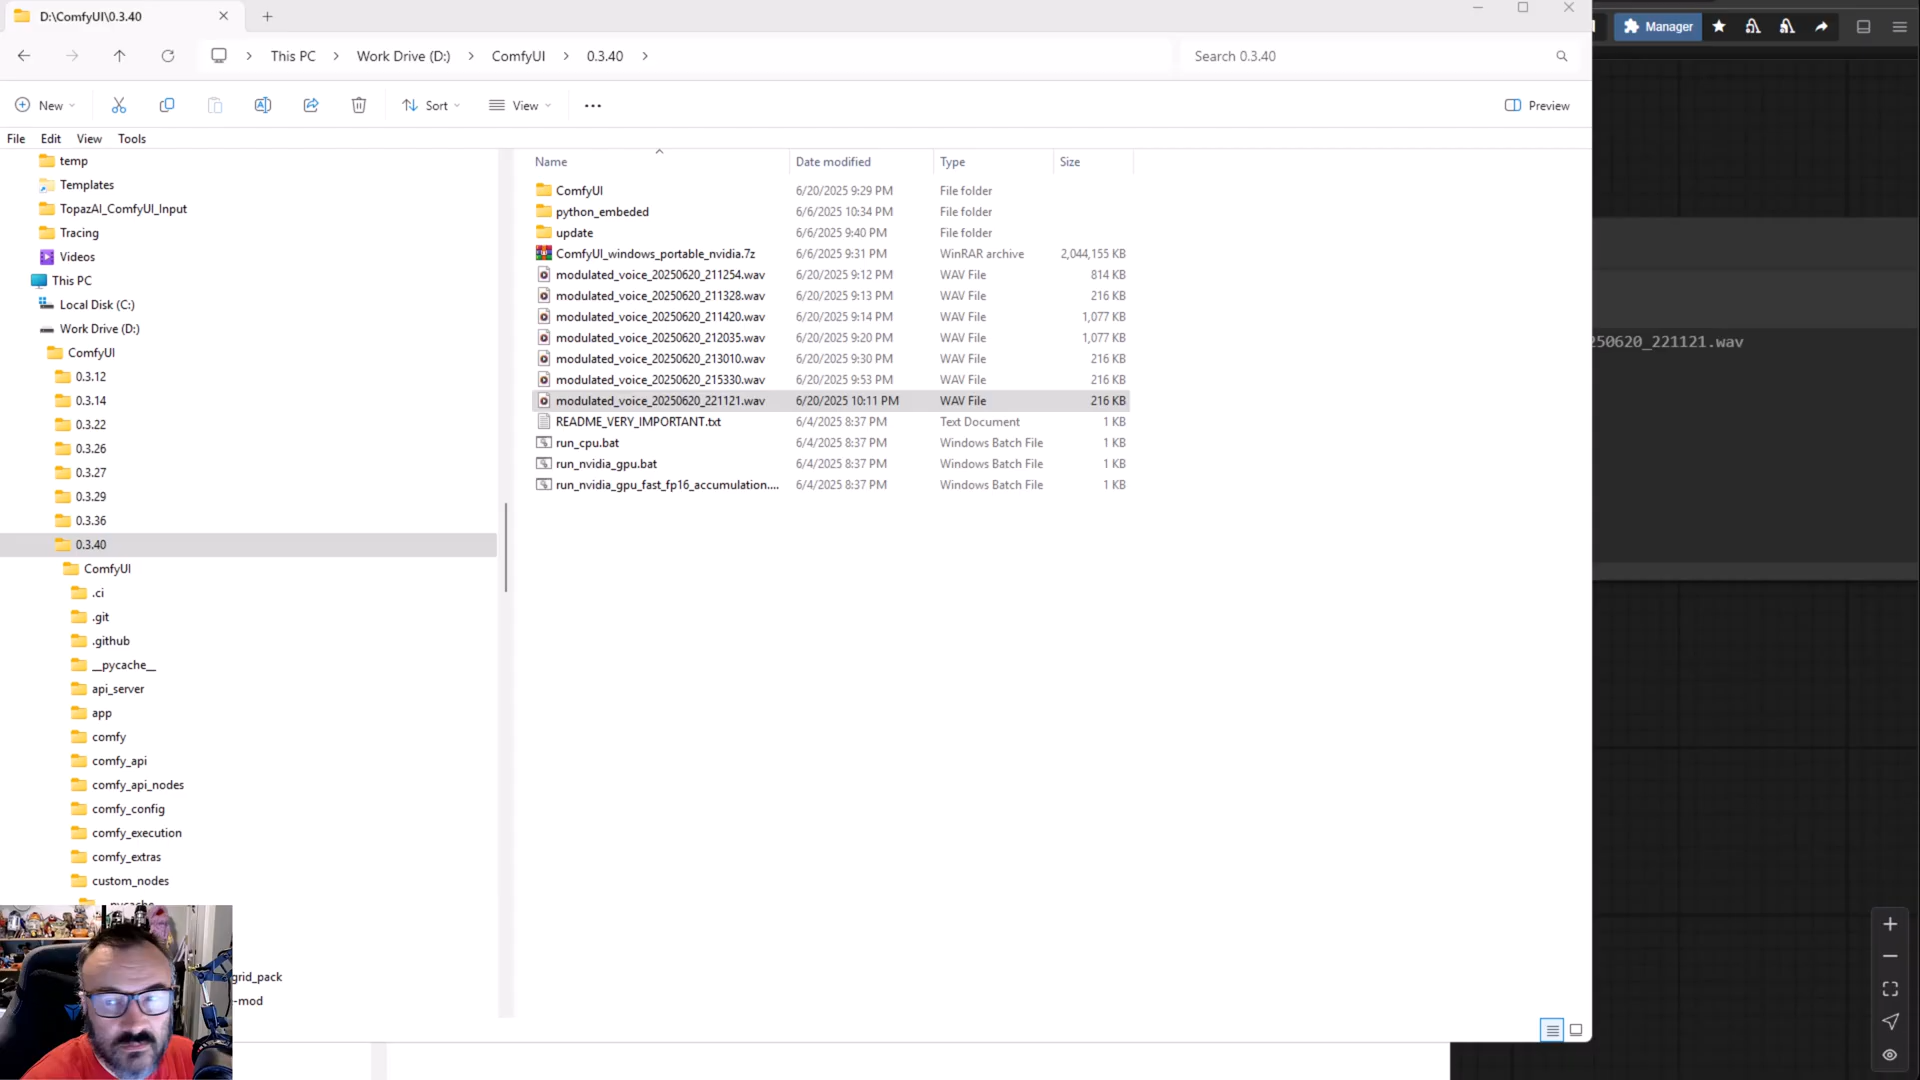 D:\ComfyUI\0.3.40
This PC
Work Drive (D:)
ComfyUI
0.3.40
Search 0.3.40
Manager
New
Sort
View
Preview
File
Edit
View
Tools
temp
Templates
TopazAI_ComfyUI_Input
Tracing
Videos
This PC
Local Disk (C:)
Work Drive (D:)
ComfyUI
0.3.12
0.3.14
0.3.22
0.3.26
0.3.27
0.3.29
0.3.36
0.3.40
ComfyUI
.ci
.git
.github
__pycache__
api_server
app
comfy
comfy_api
comfy_api_nodes
comfy_config
comfy_execution
comfy_extras
custom_nodes
grid_pack
-mod
Name Date modified Type Size
ComfyUI 6/20/2025 9:29 PM File folder
python_embeded 6/6/2025 10:34 PM File folder
update 6/6/2025 9:40 PM File folder
ComfyUI_windows_portable_nvidia.7z 6/6/2025 9:31 PM WinRAR archive 2,044,155 KB
modulated_voice_20250620_211254.wav 6/20/2025 9:12 PM WAV File 814 KB
modulated_voice_20250620_211328.wav 6/20/2025 9:13 PM WAV File 216 KB
modulated_voice_20250620_211420.wav 6/20/2025 9:14 PM WAV File 1,077 KB
modulated_voice_20250620_212035.wav 6/20/2025 9:20 PM WAV File 1,077 KB
modulated_voice_20250620_213010.wav 6/20/2025 9:30 PM WAV File 216 KB
modulated_voice_20250620_215330.wav 6/20/2025 9:53 PM WAV File 216 KB
modulated_voice_20250620_221121.wav 6/20/2025 10:11 PM WAV File 216 KB
README_VERY_IMPORTANT.txt 6/4/2025 8:37 PM Text Document 1 KB
run_cpu.bat 6/4/2025 8:37 PM Windows Batch File 1 KB
run_nvidia_gpu.bat 6/4/2025 8:37 PM Windows Batch File 1 KB
run_nvidia_gpu_fast_fp16_accumulation.... 6/4/2025 8:37 PM Windows Batch File 1 KB
50620_221121.wav